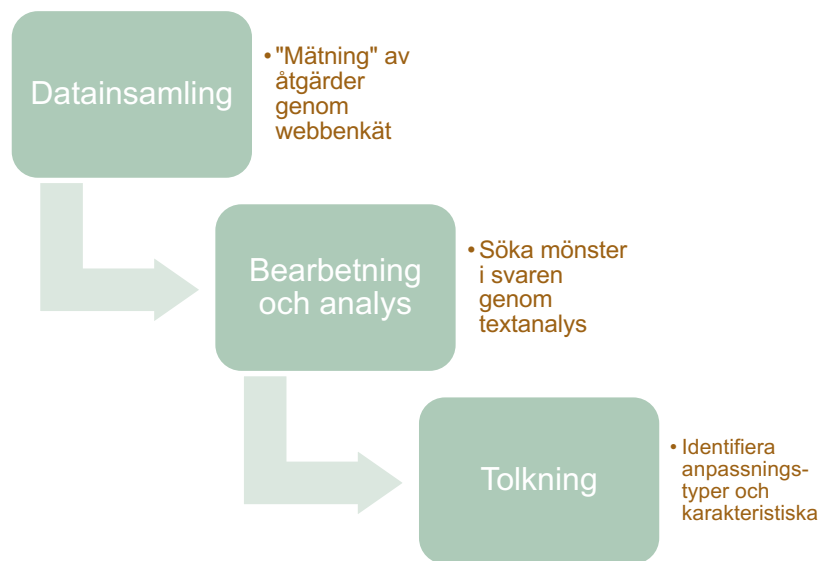 Datainsamling
• "Mätning" av
åtgärder
genom
webbenkät
Bearbetning
och analys
• Söka mönster
i svaren
genom
textanalys
Tolkning
• Identifiera
anpassnings-
typer och
karakteristiska